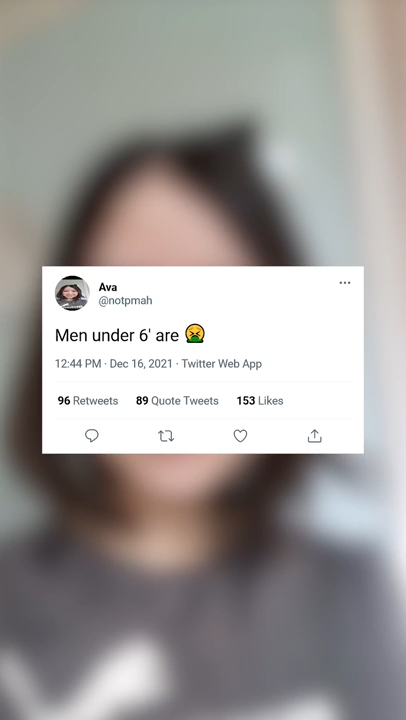 Ava
@notpmah
Men under 6' are 🤮
12:44 PM · Dec 16, 2021 · Twitter Web App
96 Retweets 89 Quote Tweets 153 Likes